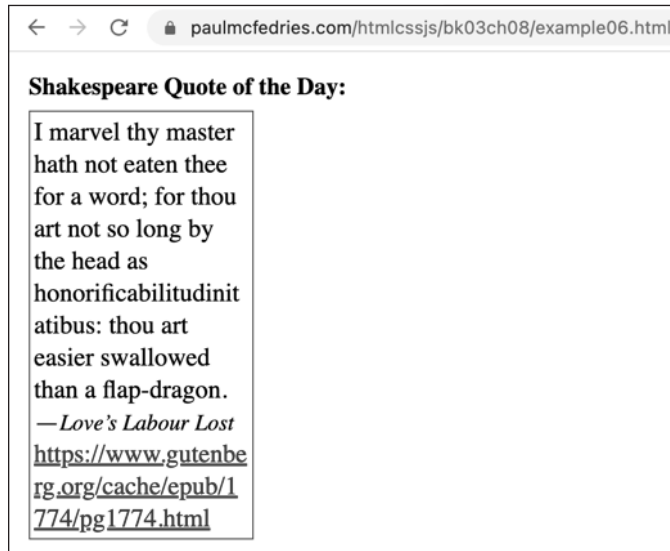 paulmcfedries.com/htmlcssjs/bk03ch08/example06.html
Shakespeare Quote of the Day:
I marvel thy master
hath not eaten thee
for a word; for thou
art not so long by
the head as
honorificabilitudinit
atibus: thou art
easier swallowed
than a flap-dragon.
—Love’s Labour Lost
https://www.gutenbe
rg.org/cache/epub/1
774/pg1774.html